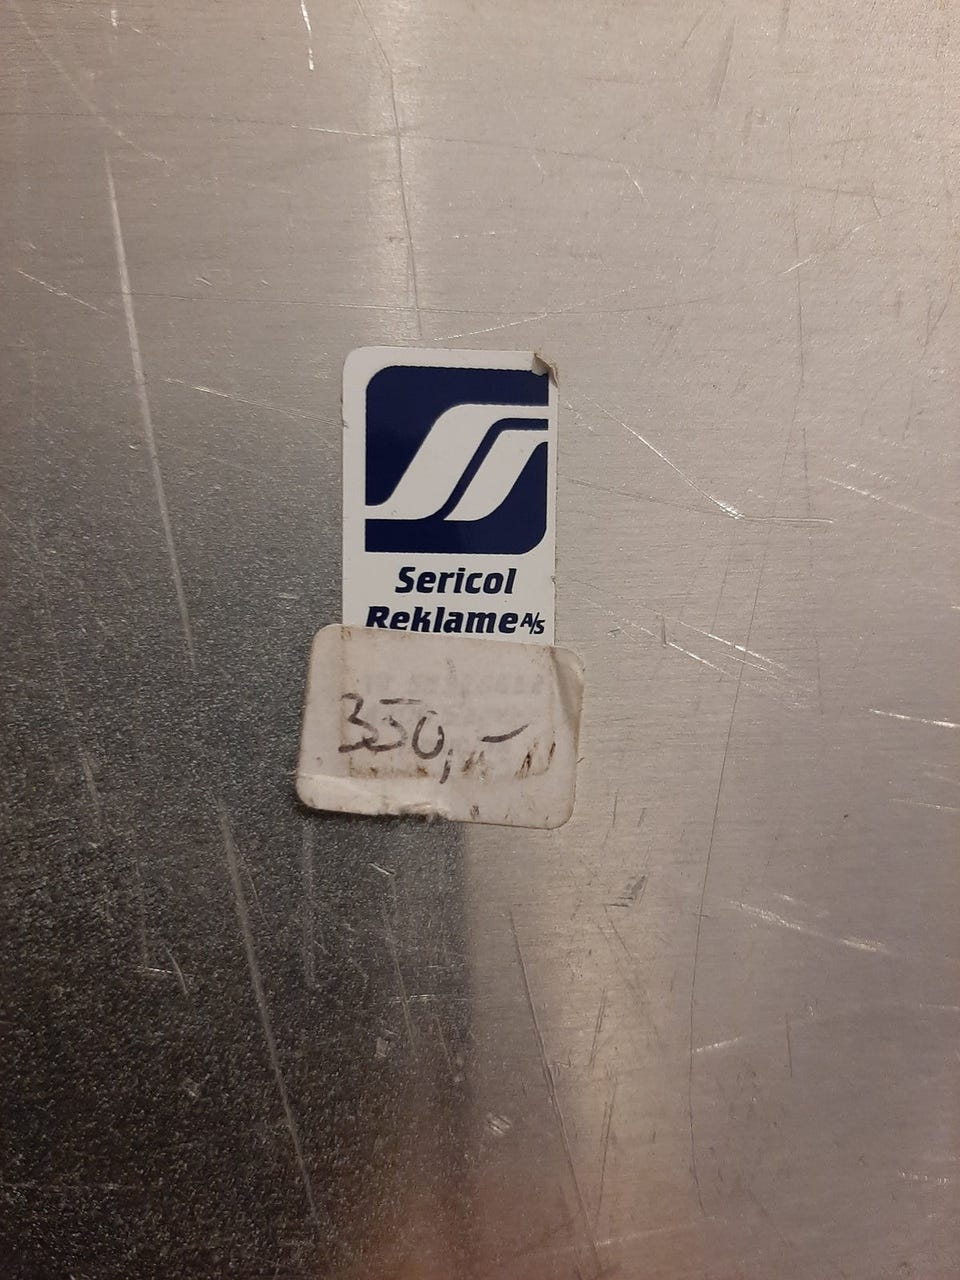 Sericol
Reklame A/S
350,-